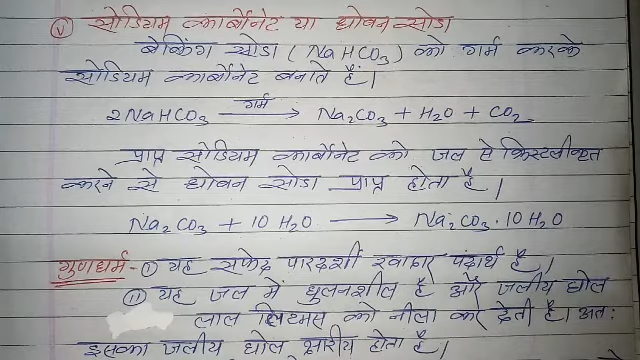 (v) सोडियम कार्बोनेट या धोवन सोडा
बेकिंग सोडा (NaHCO₃) को गर्म करके
सोडियम कार्बोनेट बनाते हैं।
2NaHCO₃ —गर्म→ Na₂CO₃ + H₂O + CO₂
प्राप्त सोडियम कार्बोनेट को जल से क्रिस्टलीकृत
करने से धोवन सोडा प्राप्त होता है।
Na₂CO₃ + 10 H₂O → Na₂CO₃·10H₂O
गुणधर्म - (i) यह सफेद पारदर्शी रवादार पदार्थ है।
(ii) यह जल में घुलनशील है और जलीय घोल
लाल लिटमस को नीला कर देती है। अतः
इसका जलीय घोल क्षारीय होता है।